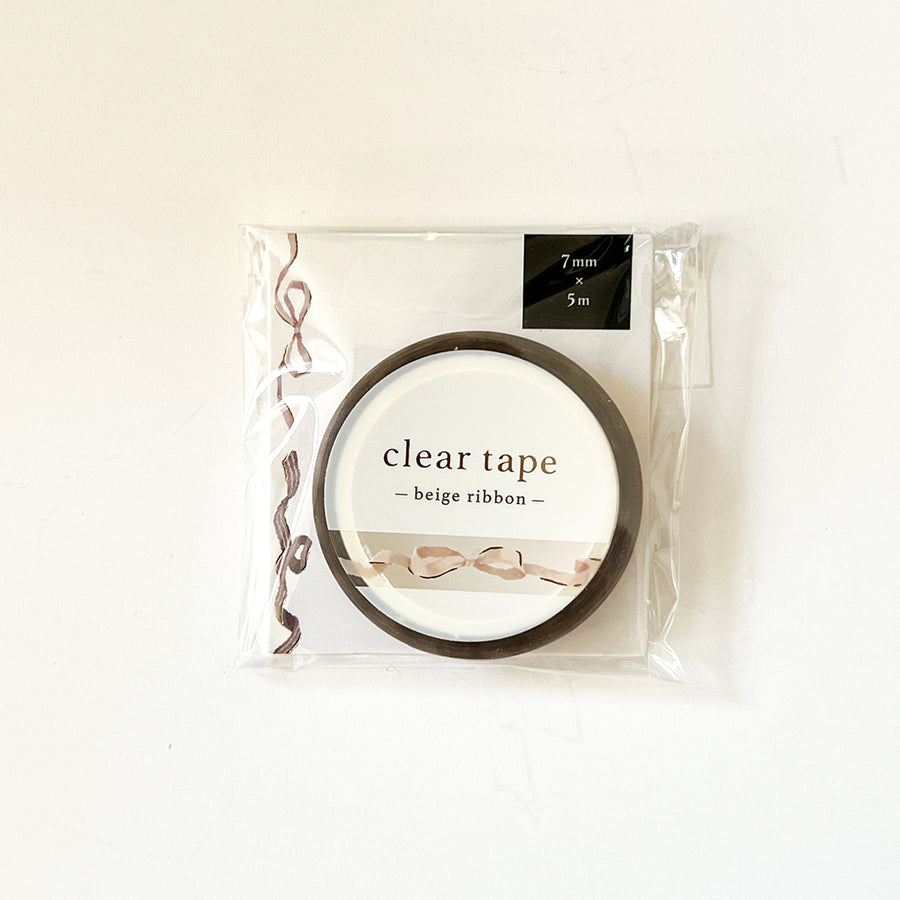 7mm
×
5m
clear tape
— beige ribbon —